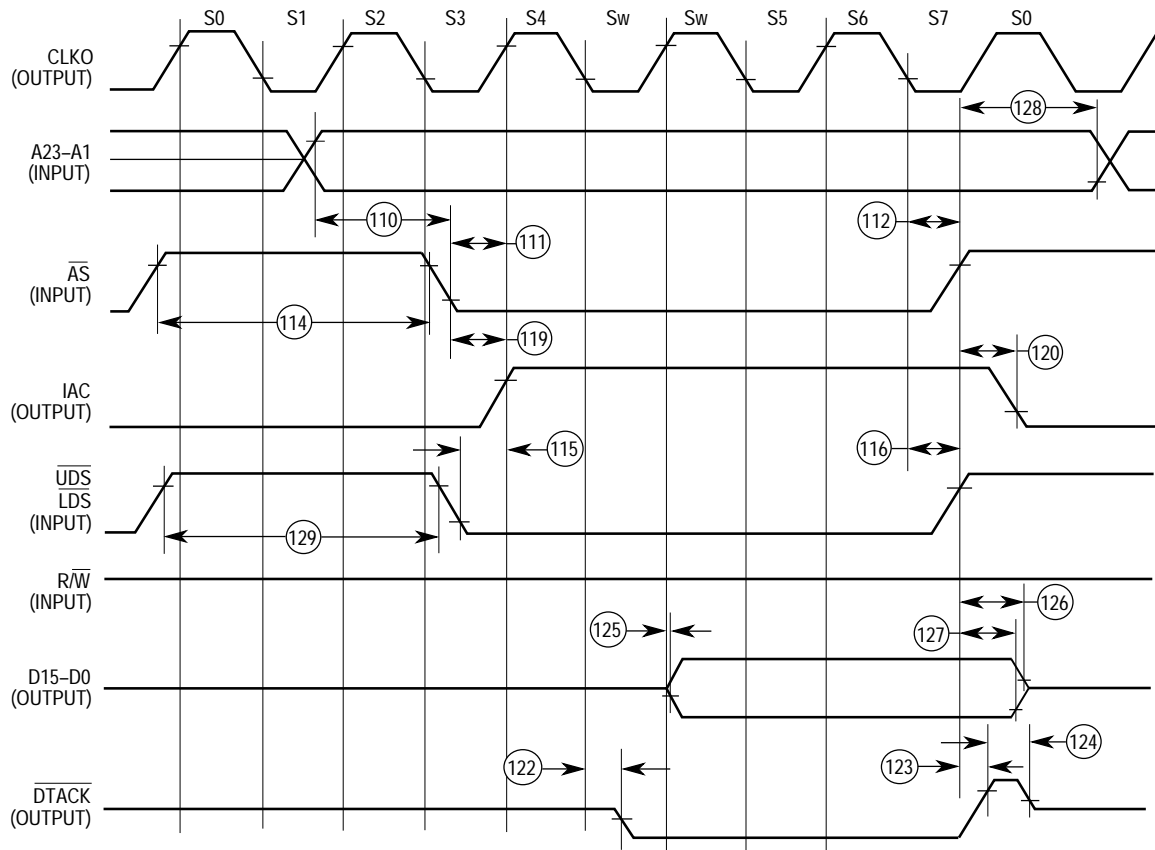 S0 S1 S2 S3 S4 Sw Sw S5 S6 S7 S0
CLKO
(OUTPUT)
128
A23–A1
(INPUT)
110
112
111
AS
(INPUT)
114
119
120
IAC
(OUTPUT)
115
116
UDS
LDS
(INPUT)
129
R/W
(INPUT)
126
125
127
D15–D0
(OUTPUT)
124
122
123
DTACK
(OUTPUT)